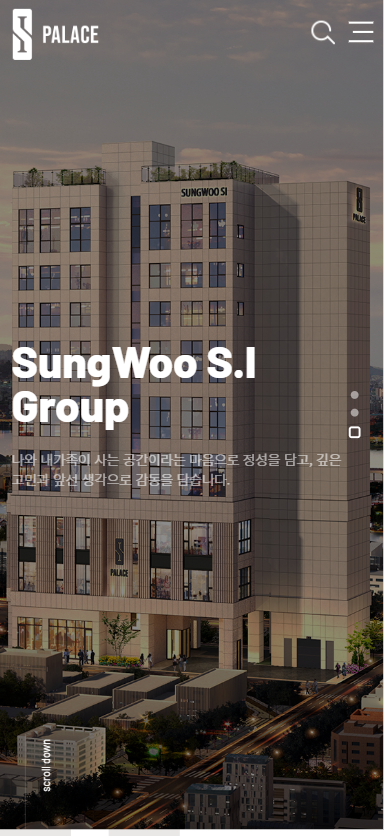 SI PALACE
SUNGWOO SI
PALACE
SungWoo S.I
Group
나와 내가족이 사는 공간이라는 마음으로 정성을 담고, 깊은
고민과 앞선 생각으로 감동을 담습니다.
PALACE
scroll down